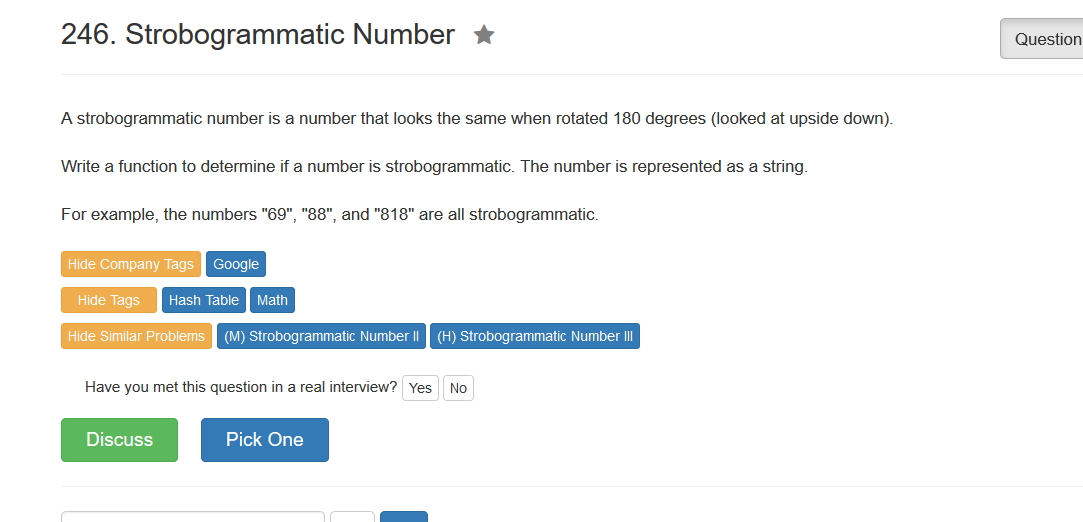 246. Strobogrammatic Number
Question
A strobogrammatic number is a number that looks the same when rotated 180 degrees (looked at upside down).
Write a function to determine if a number is strobogrammatic. The number is represented as a string.
For example, the numbers "69", "88", and "818" are all strobogrammatic.
Hide Company Tags Google
Hide Tags Hash Table Math
Hide Similar Problems (M) Strobogrammatic Number II (H) Strobogrammatic Number III
Have you met this question in a real interview? Yes No
Discuss Pick One